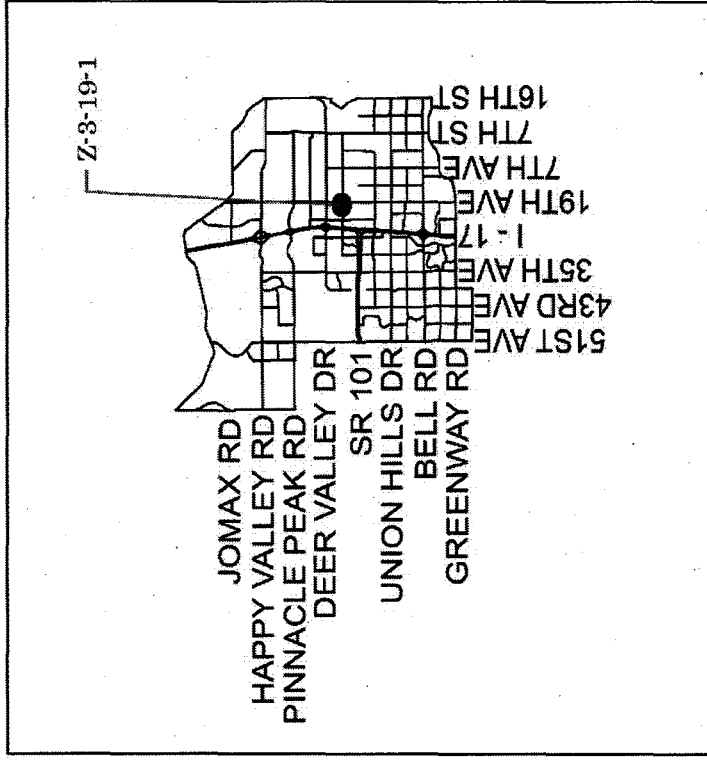 Z-3-19-1
JOMAX RD
HAPPY VALLEY RD
PINNACLE PEAK RD
DEER VALLEY DR
SR 101
UNION HILLS DR
BELL RD
GREENWAY RD
51ST AVE
43RD AVE
35TH AVE
I - 17
19TH AVE
7TH AVE
7TH ST
16TH ST